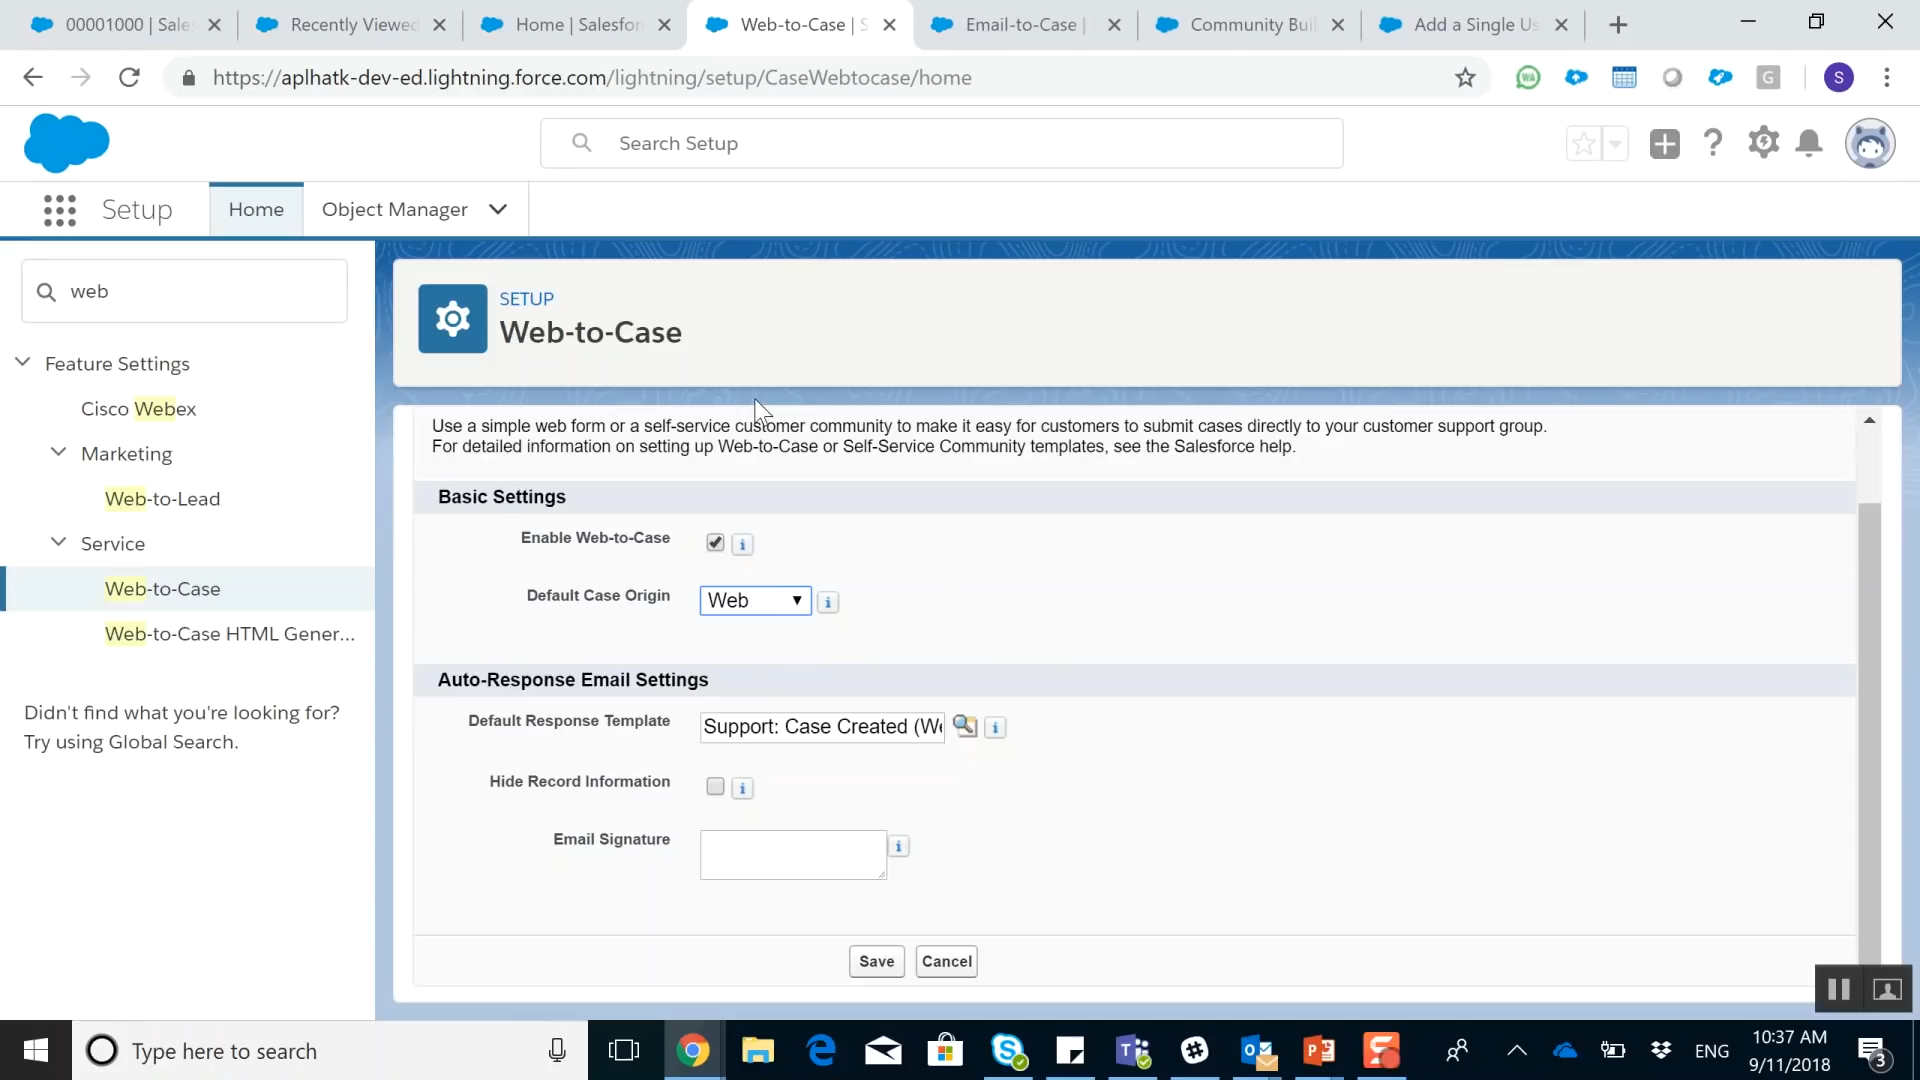 00001000 | Sales
Recently Viewed
Home | Salesfor
Web-to-Case | S
Email-to-Case |
Community Buil
Add a Single Us
https://aplhatk-dev-ed.lightning.force.com/lightning/setup/CaseWebtocase/home
WA
G
S
Search Setup
Setup
Home
Object Manager
web
Feature Settings
Cisco Webex
Marketing
Web-to-Lead
Service
Web-to-Case
Web-to-Case HTML Gener...
Didn't find what you're looking for?
Try using Global Search.
SETUP
Web-to-Case
Use a simple web form or a self-service customer community to make it easy for customers to submit cases directly to your customer support group.
For detailed information on setting up Web-to-Case or Self-Service Community templates, see the Salesforce help.
Basic Settings
Enable Web-to-Case
i
Default Case Origin
Web
i
Auto-Response Email Settings
Default Response Template
Support: Case Created (We
i
Hide Record Information
i
Email Signature
i
Save
Cancel
Type here to search
ENG
10:37 AM
9/11/2018
3